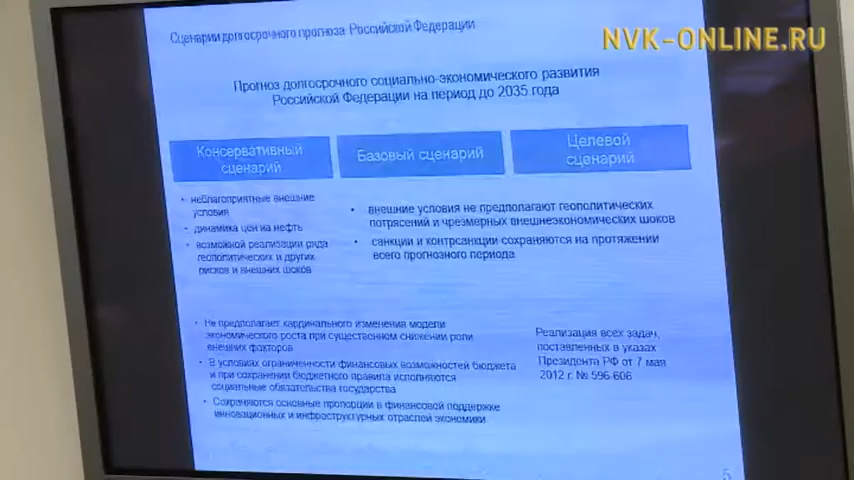 Сценарии долгосрочного прогноза Российской Федерации
NVK-ONLINE.RU
Прогноз долгосрочного социально-экономического развития
Российской Федерации на период до 2035 года
Консервативный
сценарий
Базовый сценарий
Целевой
сценарий
• неблагоприятные внешние
условия
• динамика цен на нефть
• возможной реализации ряда
геополитических и других
рисков и внешних шоков
• внешние условия не предполагают геополитических
потрясений и чрезмерных внешнеэкономических шоков
• санкции и контрсанкции сохраняются на протяжении
всего прогнозного периода
• Не предполагает кардинального изменения модели
экономического роста при существенном снижении роли
внешних факторов
• В условиях ограниченности финансовых возможностей бюджета
и при сохранении бюджетного правила исполняются
социальные обязательства государства
• Сохраняются основные пропорции в финансовой поддержке
инновационных и инфраструктурных отраслей экономики
Реализация всех задач,
поставленных в указах
Президента РФ от 7 мая
2012 г. № 596-606
5